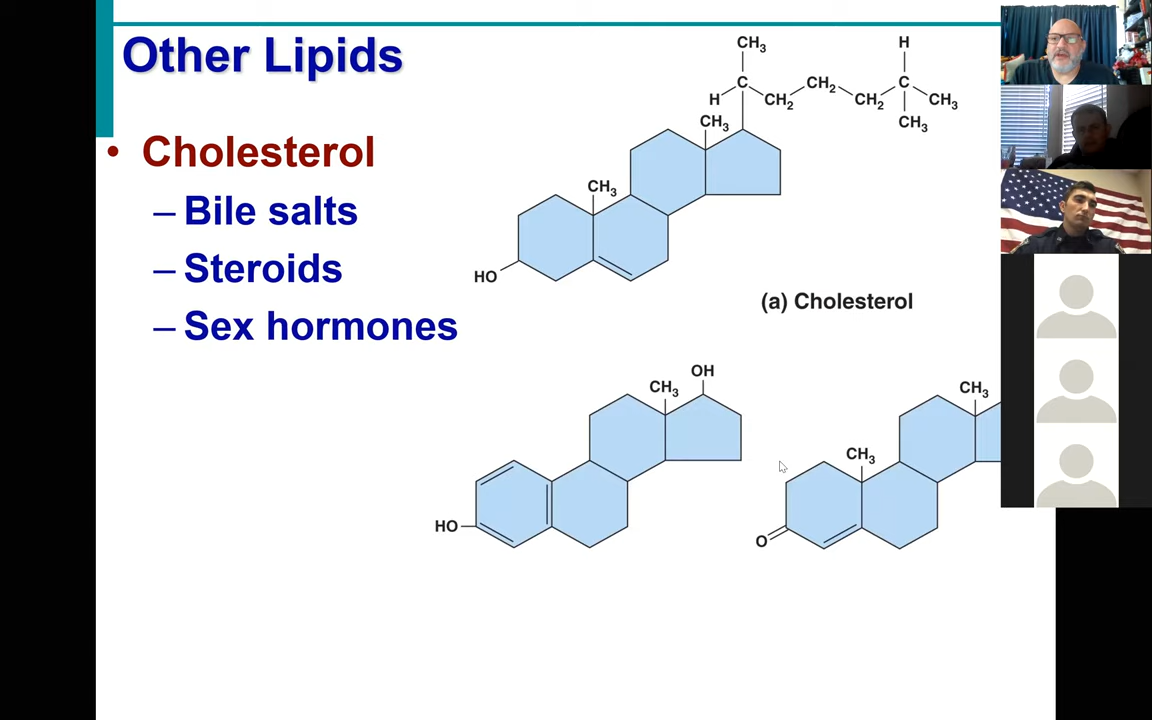 Other Lipids
• Cholesterol
– Bile salts
– Steroids
– Sex hormones
CH3 H
H C CH2 CH2 CH2 C CH3
CH3 CH3
CH3
HO
(a) Cholesterol
OH
CH3
HO
CH3
CH3
O